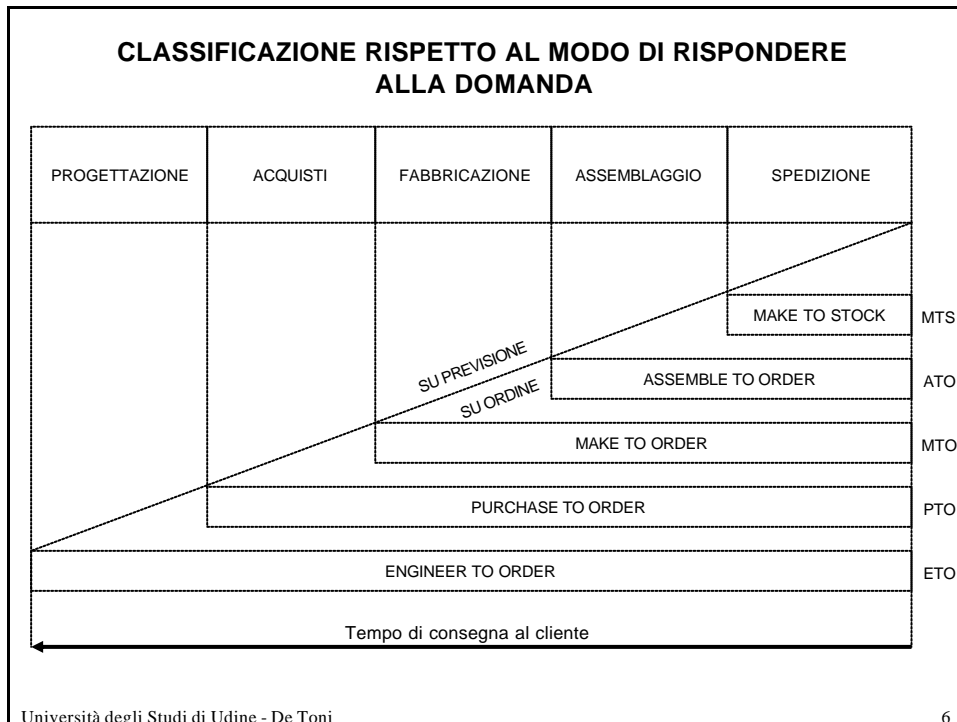 CLASSIFICAZIONE RISPETTO AL MODO DI RISPONDERE
ALLA DOMANDA
PROGETTAZIONE ACQUISTI FABBRICAZIONE ASSEMBLAGGIO SPEDIZIONE
MAKE TO STOCK MTS
SU PREVISIONE
ASSEMBLE TO ORDER ATO
SU ORDINE
MAKE TO ORDER MTO
PURCHASE TO ORDER PTO
ENGINEER TO ORDER ETO
Tempo di consegna al cliente
Università degli Studi di Udine - De Toni 6